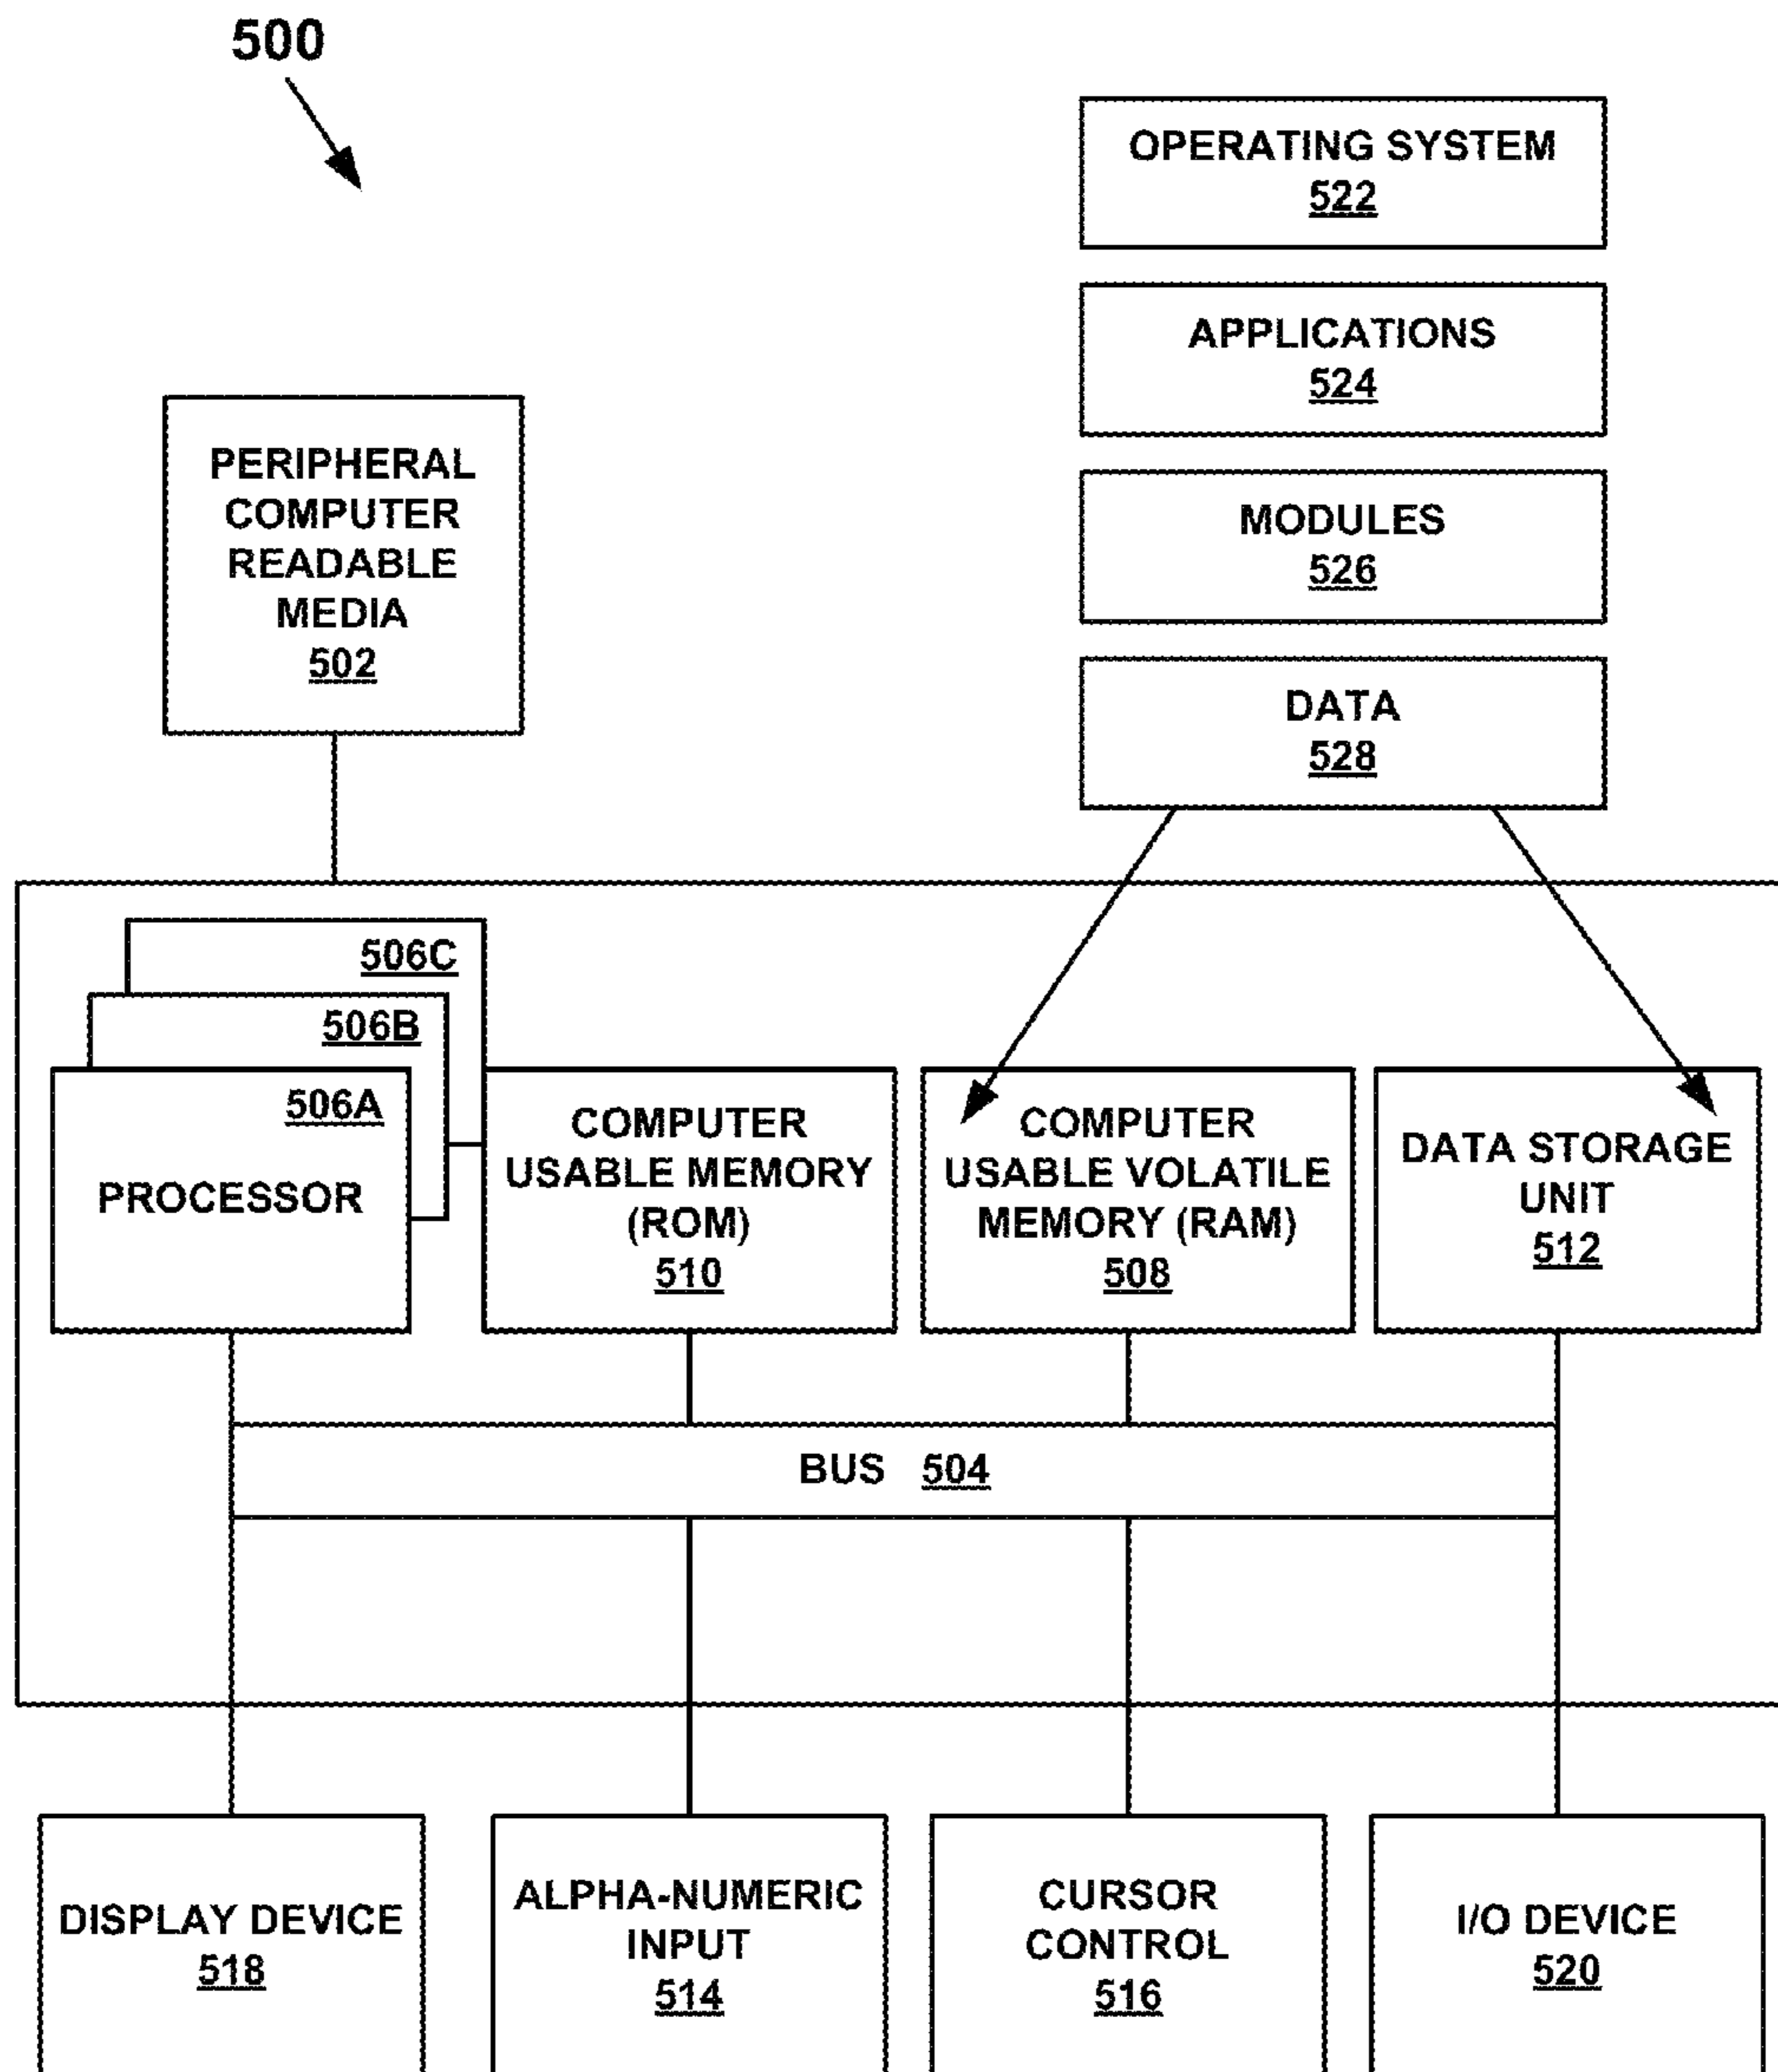 500
OPERATING SYSTEM
522
APPLICATIONS
524
PERIPHERAL
COMPUTER
READABLE
MEDIA
502
MODULES
526
DATA
528
506C
506B
506A
PROCESSOR
COMPUTER
USABLE MEMORY
(ROM)
510
COMPUTER
USABLE VOLATILE
MEMORY (RAM)
508
DATA STORAGE
UNIT
512
BUS 504
DISPLAY DEVICE
518
ALPHA-NUMERIC
INPUT
514
CURSOR
CONTROL
516
I/O DEVICE
520